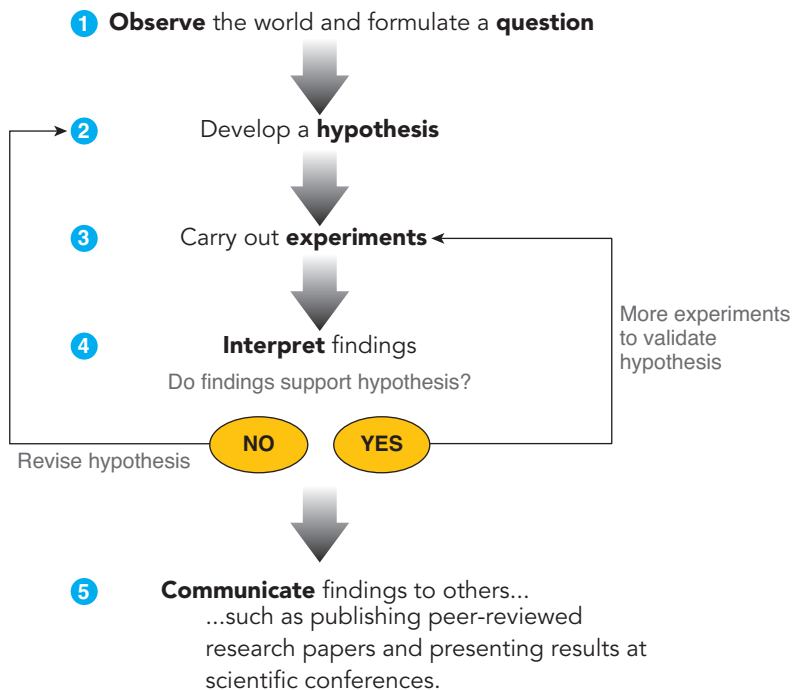 1 Observe the world and formulate a question
2 Develop a hypothesis
3 Carry out experiments
More experiments
to validate
hypothesis
4 Interpret findings
Do findings support hypothesis?
NO YES
Revise hypothesis
5 Communicate findings to others...
...such as publishing peer-reviewed
research papers and presenting results at
scientific conferences.